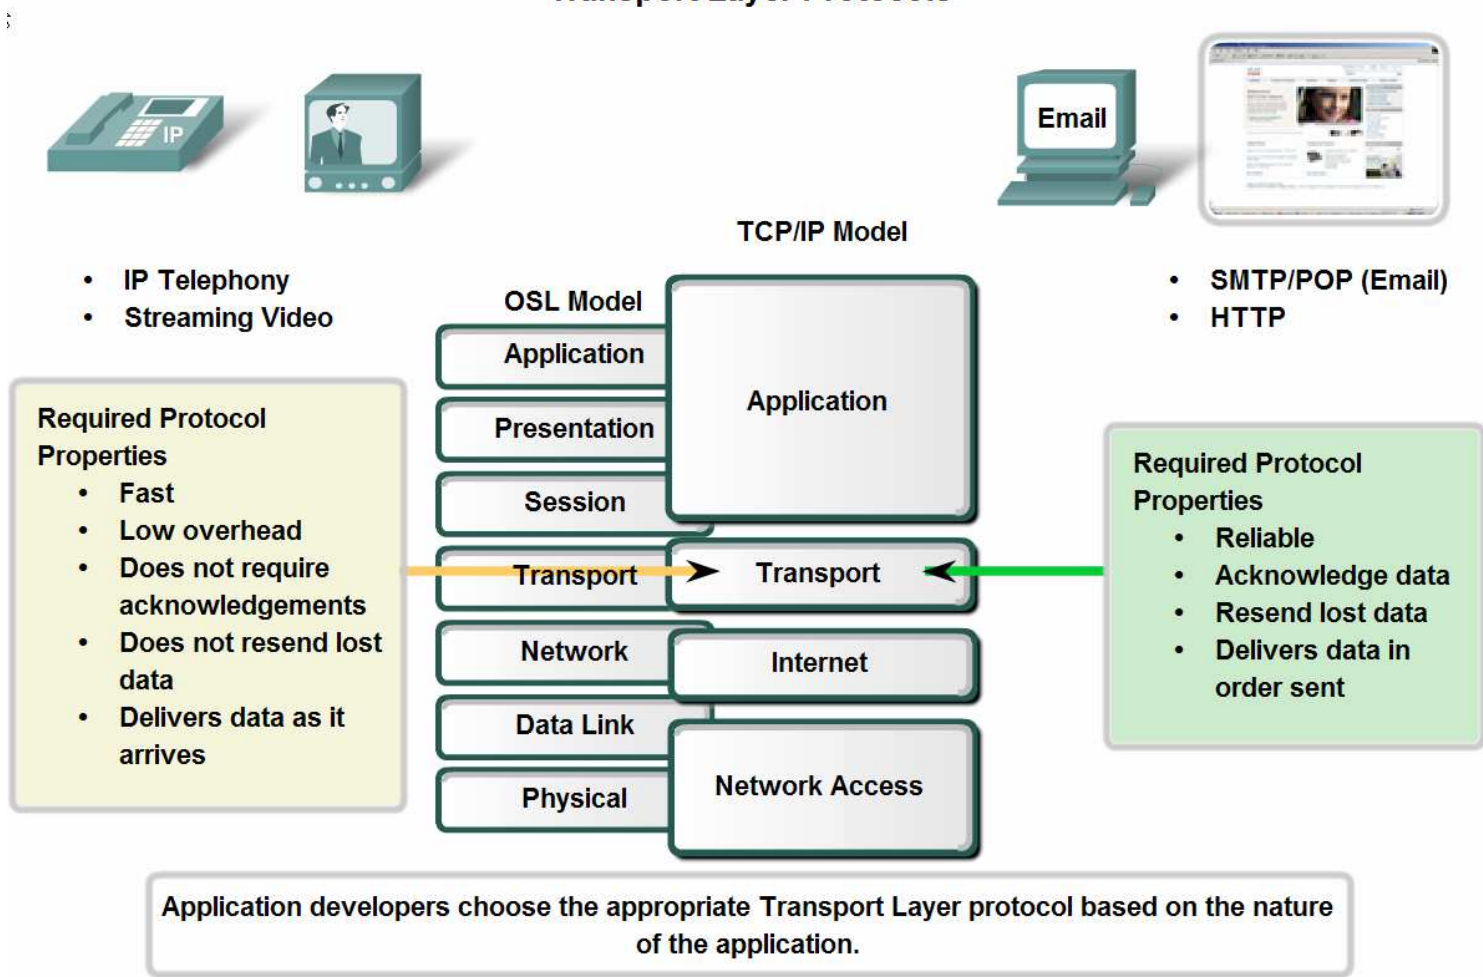 IP
Email
TCP/IP Model
• IP Telephony
• Streaming Video
OSL Model
• SMTP/POP (Email)
• HTTP
Application
Presentation
Session
Transport
Network
Data Link
Physical
Application
Transport
Internet
Network Access
Required Protocol
Properties
• Fast
• Low overhead
• Does not require
acknowledgements
• Does not resend lost
data
• Delivers data as it
arrives
Required Protocol
Properties
• Reliable
• Acknowledge data
• Resend lost data
• Delivers data in
order sent
Application developers choose the appropriate Transport Layer protocol based on the nature
of the application.